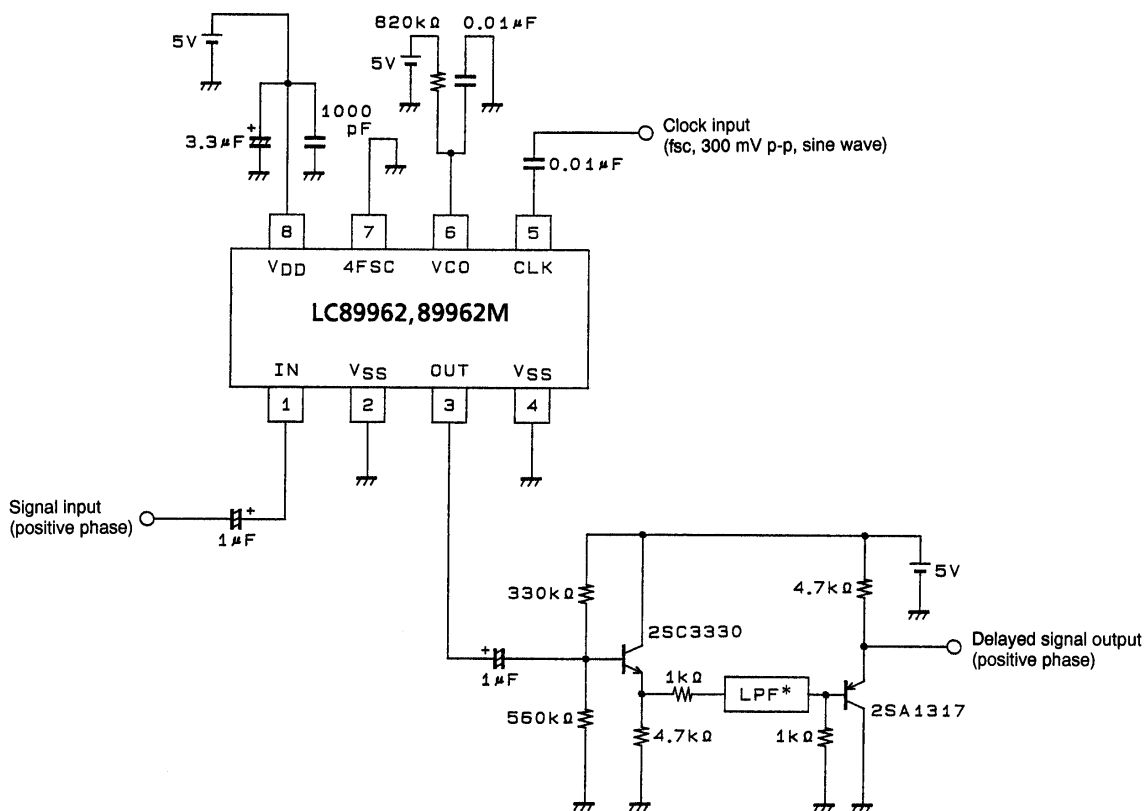 820kΩ 0.01μF
5V
5V
1000
pF
3.3μF
+
Clock input
(fsc, 300 mV p-p, sine wave)
0.01μF
8 7 6 5
VDD 4FSC VCO CLK
LC89962,89962M
IN VSS OUT VSS
1 2 3 4
Signal input
(positive phase)
+
1μF
330kΩ
4.7kΩ
5V
2SC3330
Delayed signal output
(positive phase)
+
1μF
1kΩ
LPF*
2SA1317
560kΩ
4.7kΩ
1kΩ